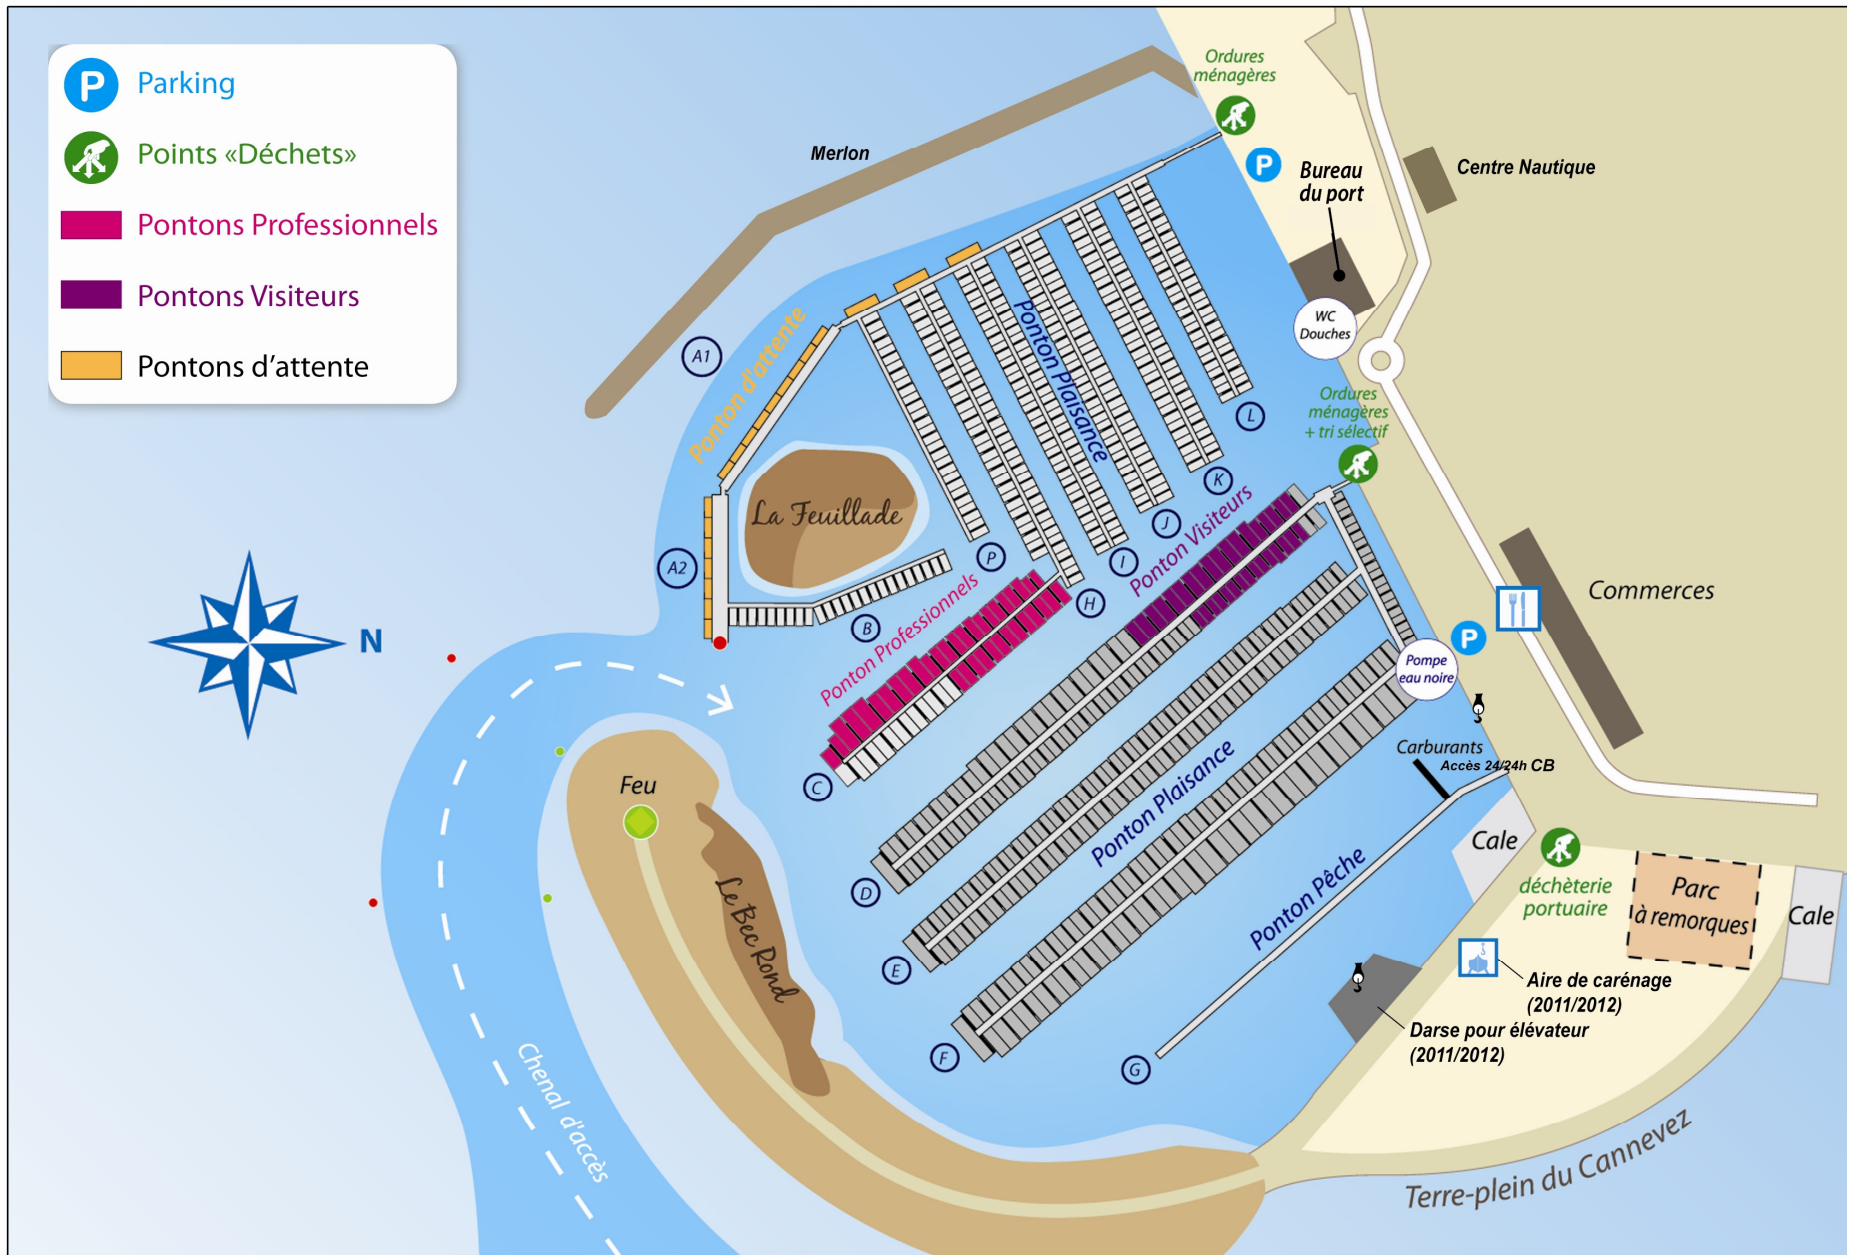 P Parking
Points «Déchets»
Pontons Professionnels
Pontons Visiteurs
Pontons d'attente
Ordures
ménagères
P
Merlon
Bureau
du port
Centre Nautique
WC
Douches
A1
Ponton d'attente
Ponton Plaisance
L
Ordures
ménagères
+ tri sélectif
K
J
Ponton Visiteurs
La Feuillade
I
P
A2
H
B
Ponton Professionnels
N
Commerces
P
Pompe
eau noire
Carburants
Accès 24/24h CB
C
Feu
Ponton Plaisance
D
Cale
déchèterie
portuaire
Parc
à remorques
Cale
Ponton Pêche
Le Bec Rond
E
Aire de carénage
(2011/2012)
Darse pour élévateur
(2011/2012)
F
G
Chenal d'accès
Terre-plein du Cannevez